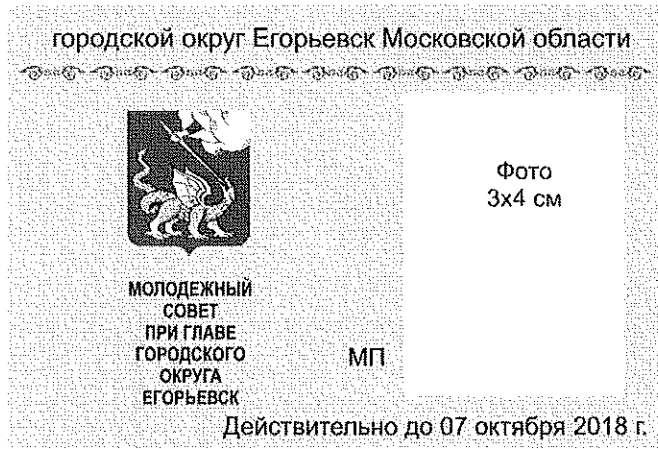 городской округ Егорьевск Московской области
Фото
3х4 см
МОЛОДЕЖНЫЙ
СОВЕТ
ПРИ ГЛАВЕ
ГОРОДСКОГО
ОКРУГА
ЕГОРЬЕВСК
МП
Действительно до 07 октября 2018 г.